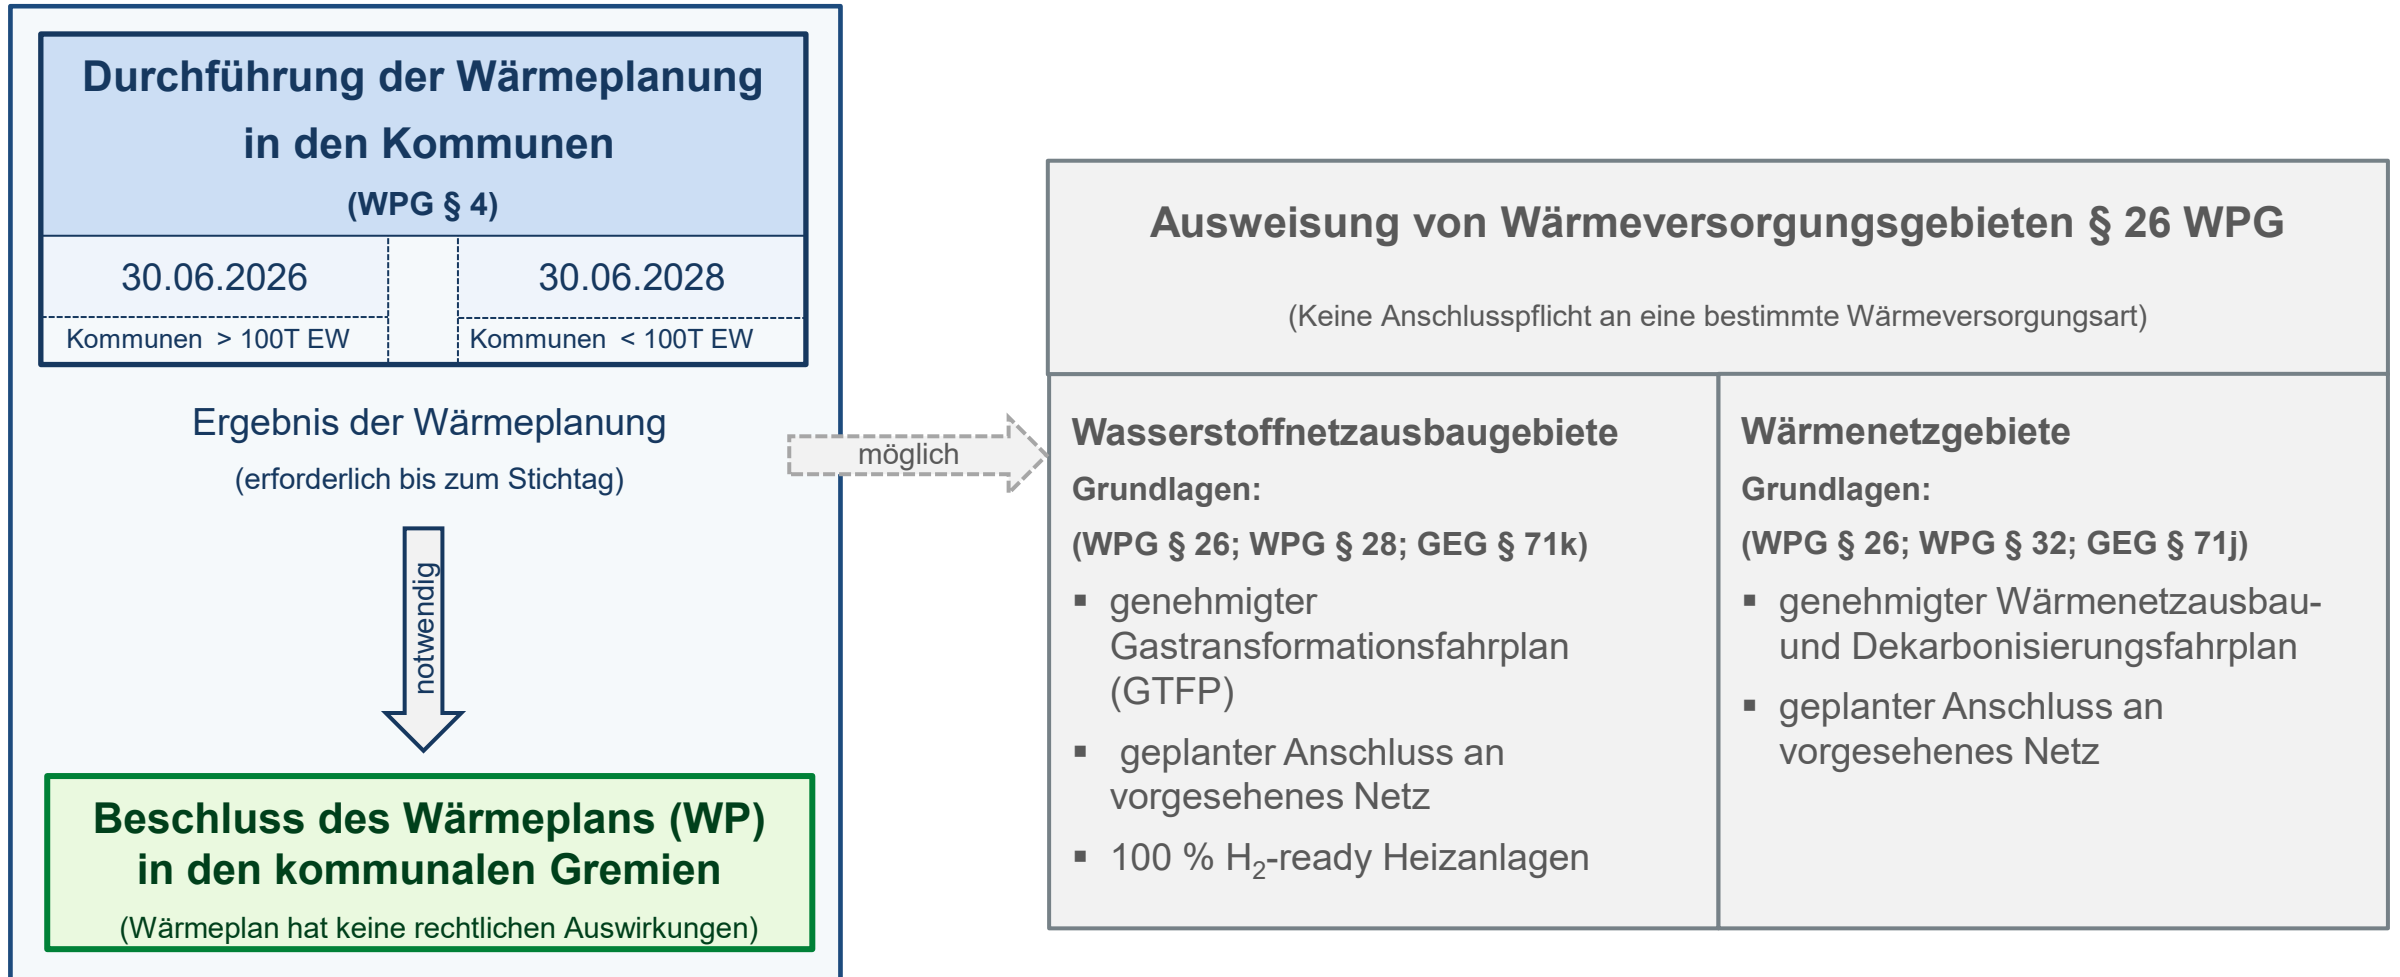 Durchführung der Wärmeplanung
in den Kommunen
(WPG § 4)
30.06.2026
30.06.2028
Kommunen > 100T EW
Kommunen < 100T EW
Ergebnis der Wärmeplanung
(erforderlich bis zum Stichtag)
notwendig
Beschluss des Wärmeplans (WP)
in den kommunalen Gremien
(Wärmeplan hat keine rechtlichen Auswirkungen)
möglich
Ausweisung von Wärmeversorgungsgebieten § 26 WPG
(Keine Anschlusspflicht an eine bestimmte Wärmeversorgungsart)
Wasserstoffnetzausbaugebiete
Grundlagen:
(WPG § 26; WPG § 28; GEG § 71k)
▪ genehmigter
Gastransformationsfahrplan
(GTFP)
▪ geplanter Anschluss an
vorgesehenes Netz
▪ 100 % H₂-ready Heizanlagen
Wärmenetzgebiete
Grundlagen:
(WPG § 26; WPG § 32; GEG § 71j)
▪ genehmigter Wärmenetzausbau-
und Dekarbonisierungsfahrplan
▪ geplanter Anschluss an
vorgesehenes Netz